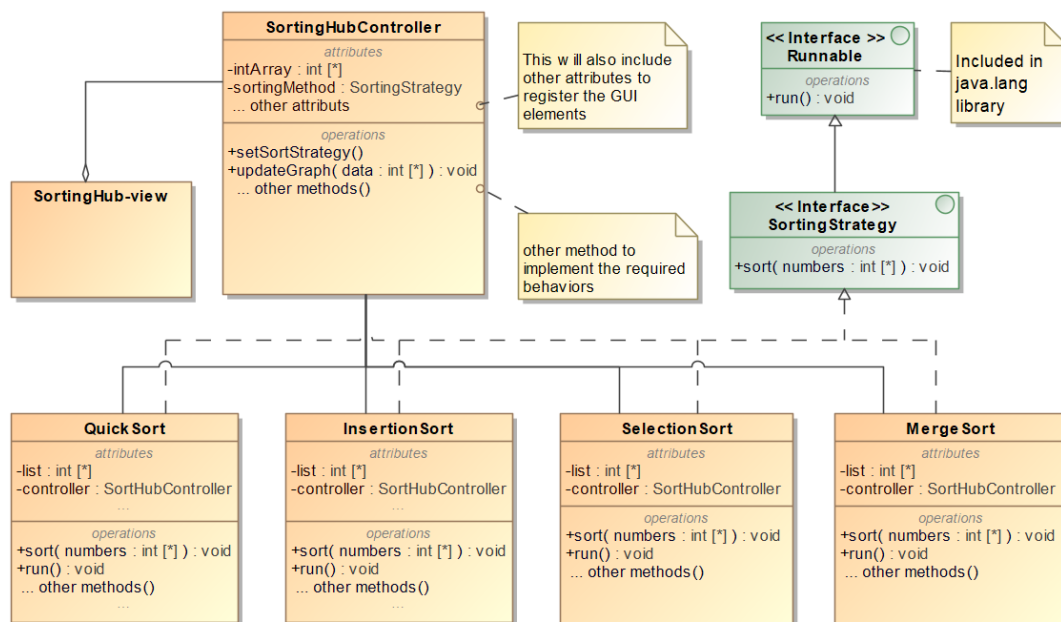 SortingHubController
attributes
-intArray : int [*]
-sortingMethod : SortingStrategy
... other attributs
operations
+setSortStrategy()
+updateGraph( data : int [*] ) : void
... other methods()
This will also include
other attributes to
register the GUI
elements
other method to
implement the required
behaviors
<< Interface >>
Runnable
operations
+run() : void
Included in
java.lang
library
SortingHub-view
<< Interface >>
SortingStrategy
operations
+sort( numbers : int [*] ) : void
QuickSort
attributes
-list : int [*]
-controller : SortHubController
...
operations
+sort( numbers : int [*] ) : void
+run() : void
... other methods()
...
InsertionSort
attributes
-list : int [*]
-controller : SortHubController
...
operations
+sort( numbers : int [*] ) : void
+run() : void
... other methods()
...
SelectionSort
attributes
-list : int [*]
-controller : SortHubController
operations
+sort( numbers : int [*] ) : void
+run() : void
... other methods()
MergeSort
attributes
-list : int [*]
-controller : SortHubController
operations
+sort( numbers : int [*] ) : void
+run() : void
... other methods()